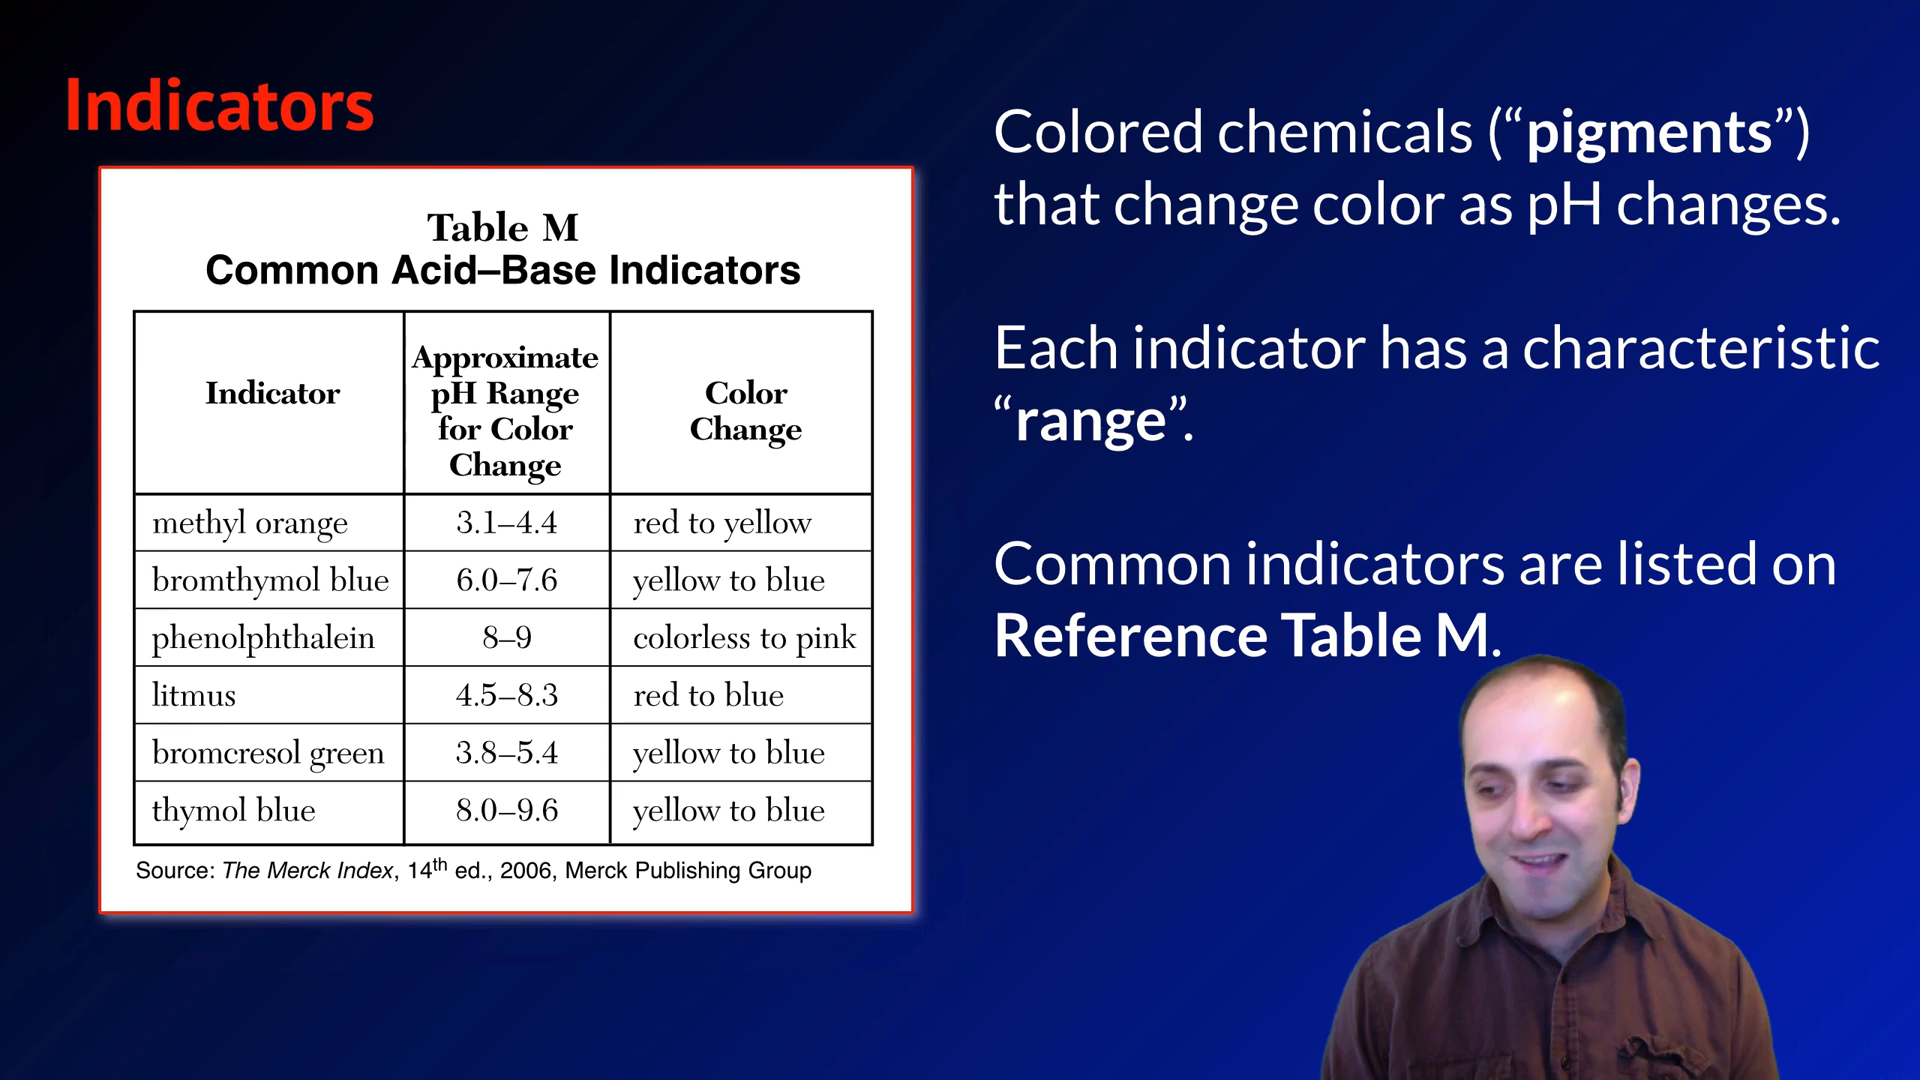 Indicators
Table M
Common Acid–Base Indicators
Indicator
Approximate
pH Range
for Color
Change
Color
Change
methyl orange 3.1–4.4 red to yellow
bromthymol blue 6.0–7.6 yellow to blue
phenolphthalein 8–9 colorless to pink
litmus 4.5–8.3 red to blue
bromcresol green 3.8–5.4 yellow to blue
thymol blue 8.0–9.6 yellow to blue
Source: The Merck Index, 14th ed., 2006, Merck Publishing Group
Colored chemicals (“pigments”)
that change color as pH changes.
Each indicator has a characteristic
“range”.
Common indicators are listed on
Reference Table M.